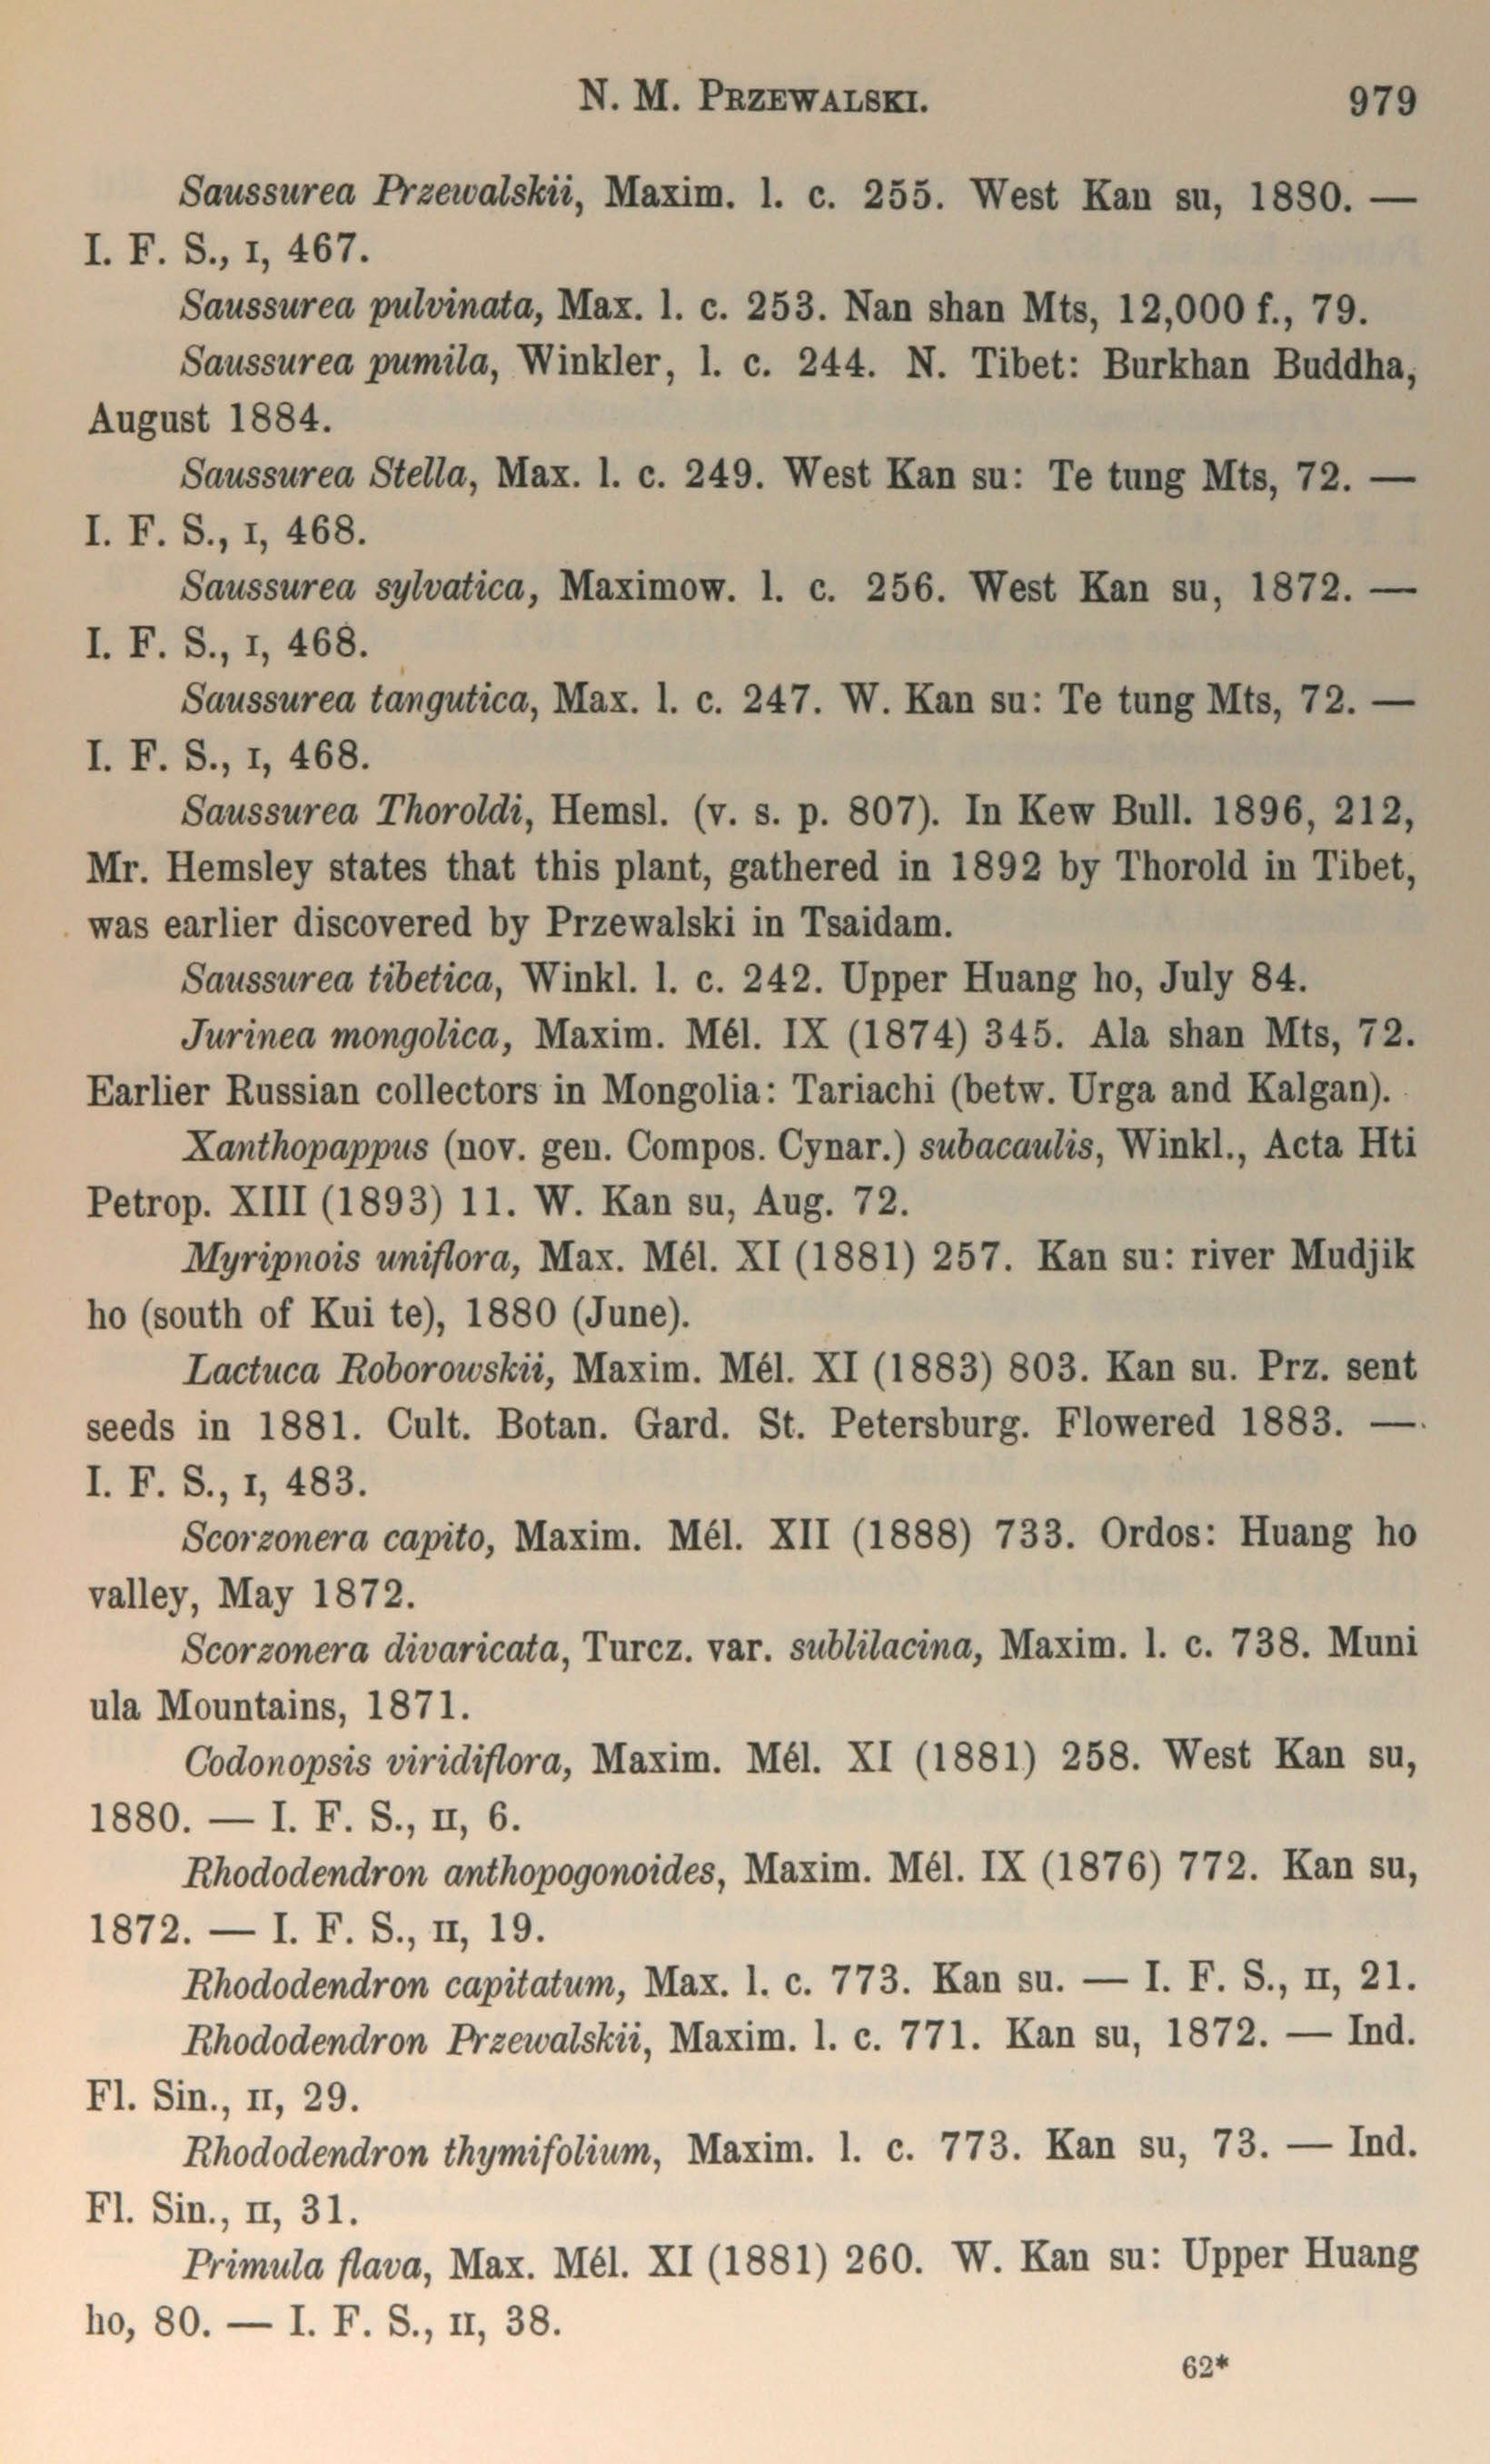 N. M. Przewalski. 979
Saussurea Przewalskii, Maxim. l. c. 255. West Kan su, 1880. —
I. F. S., I, 467.
Saussurea pulvinata, Max. l. c. 253. Nan shan Mts, 12,000 f., 79.
Saussurea pumila, Winkler, l. c. 244. N. Tibet: Burkhan Buddha,
August 1884.
Saussurea Stella, Max. l. c. 249. West Kan su: Te tung Mts, 72. —
I. F. S., I, 468.
Saussurea sylvatica, Maximow. l. c. 256. West Kan su, 1872. —
I. F. S., I, 468.
Saussurea tangutica, Max. l. c. 247. W. Kan su: Te tung Mts, 72. —
I. F. S., I, 468.
Saussurea Thoroldi, Hemsl. (v. s. p. 807). In Kew Bull. 1896, 212,
Mr. Hemsley states that this plant, gathered in 1892 by Thorold in Tibet,
was earlier discovered by Przewalski in Tsaidam.
Saussurea tibetica, Winkl. l. c. 242. Upper Huang ho, July 84.
Jurinea mongolica, Maxim. Mél. IX (1874) 345. Ala shan Mts, 72.
Earlier Russian collectors in Mongolia: Tariachi (betw. Urga and Kalgan).
Xanthopappus (nov. gen. Compos. Cynar.) subacaulis, Winkl., Acta Hti
Petrop. XIII (1893) 11. W. Kan su, Aug. 72.
Myripnois uniflora, Max. Mél. XI (1881) 257. Kan su: river Mudjik
ho (south of Kui te), 1880 (June).
Lactuca Roborowskii, Maxim. Mél. XI (1883) 803. Kan su. Prz. sent
seeds in 1881. Cult. Botan. Gard. St. Petersburg. Flowered 1883. —
I. F. S., I, 483.
Scorzonera capito, Maxim. Mél. XII (1888) 733. Ordos: Huang ho
valley, May 1872.
Scorzonera divaricata, Turcz. var. sublilacina, Maxim. l. c. 738. Muni
ula Mountains, 1871.
Codonopsis viridiflora, Maxim. Mél. XI (1881) 258. West Kan su,
1880. — I. F. S., II, 6.
Rhododendron anthopogonoides, Maxim. Mél. IX (1876) 772. Kan su,
1872. — I. F. S., II, 19.
Rhododendron capitatum, Max. l. c. 773. Kan su. — I. F. S., II, 21.
Rhododendron Przewalskii, Maxim. l. c. 771. Kan su, 1872. — Ind.
Fl. Sin., II, 29.
Rhododendron thymifolium, Maxim. l. c. 773. Kan su, 73. — Ind.
Fl. Sin., II, 31.
Primula flava, Max. Mél. XI (1881) 260. W. Kan su: Upper Huang
ho, 80. — I. F. S., II, 38.
62*